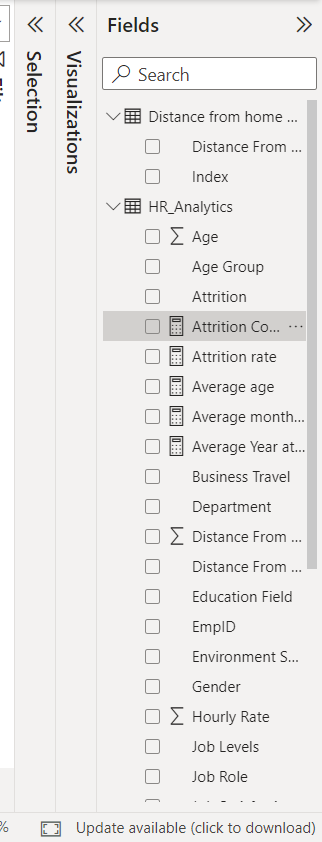 Fields
Selection
Visualizations
Search
Distance from home ...
Distance From ...
Index
HR_Analytics
Σ Age
Age Group
Attrition
Attrition Co... ...
Attrition rate
Average age
Average month...
Average Year at...
Business Travel
Department
Σ Distance From ...
Distance From ...
Education Field
EmpID
Environment S...
Gender
Σ Hourly Rate
Job Levels
Job Role
% Update available (click to download)